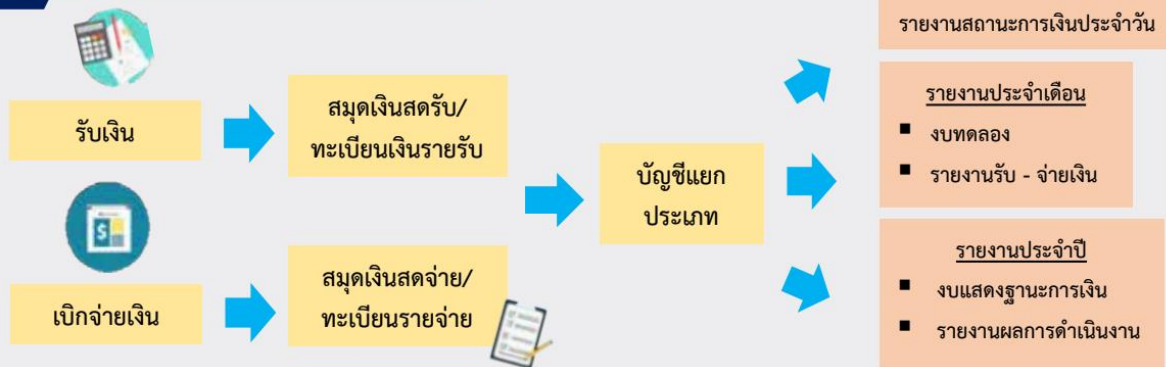 รับเงิน
สมุดเงินสดรับ/
ทะเบียนเงินรายรับ
เบิกจ่ายเงิน
สมุดเงินสดจ่าย/
ทะเบียนรายจ่าย
บัญชีแยก
ประเภท
รายงานสถานะการเงินประจำวัน
รายงานประจำเดือน
▪ งบทดลอง
▪ รายงานรับ - จ่ายเงิน
รายงานประจำปี
▪ งบแสดงฐานะการเงิน
▪ รายงานผลการดำเนินงาน